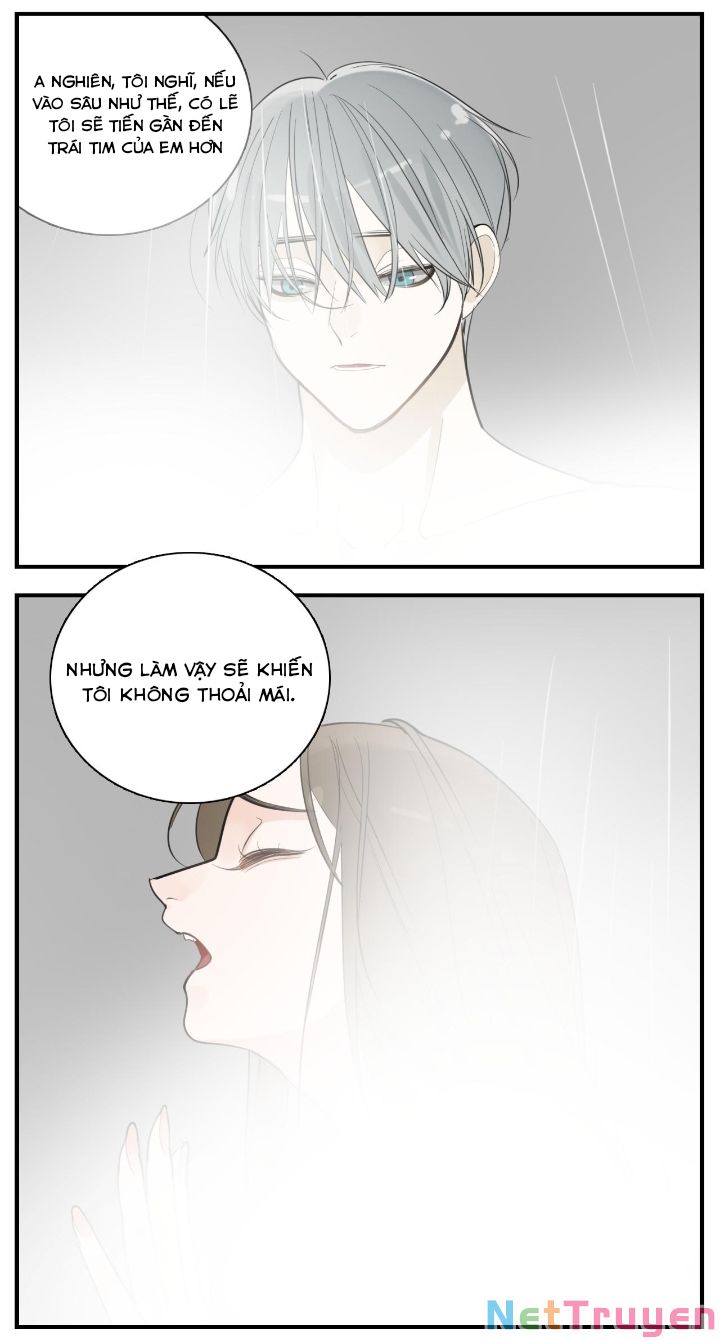 A NGHIÊN, TÔI NGHĨ, NẾU
VÀO SÂU NHƯ THẾ, CÓ LẼ
TÔI SẼ TIẾN GẦN ĐẾN
TRÁI TIM CỦA EM HƠN
NHƯNG LÀM VẬY SẼ KHIẾN
TÔI KHÔNG THOẢI MÁI.
NetTruyen